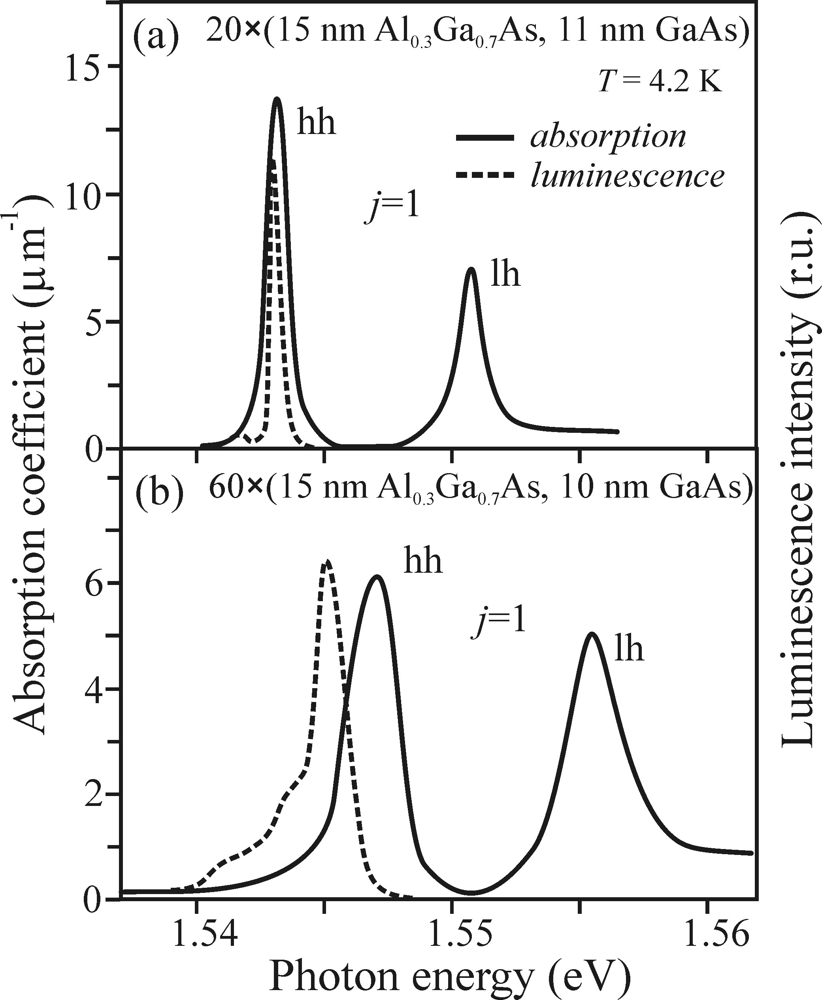 (a) 20×(15 nm Al0.3Ga0.7As, 11 nm GaAs)
T = 4.2 K
absorption
luminescence
hh
j=1
lh
15
10
5
0
(b) 60×(15 nm Al0.3Ga0.7As, 10 nm GaAs)
hh
j=1
lh
6
4
2
0
1.54 1.55 1.56
Photon energy (eV)
Absorption coefficient (μm-1)
Luminescence intensity (r.u.)